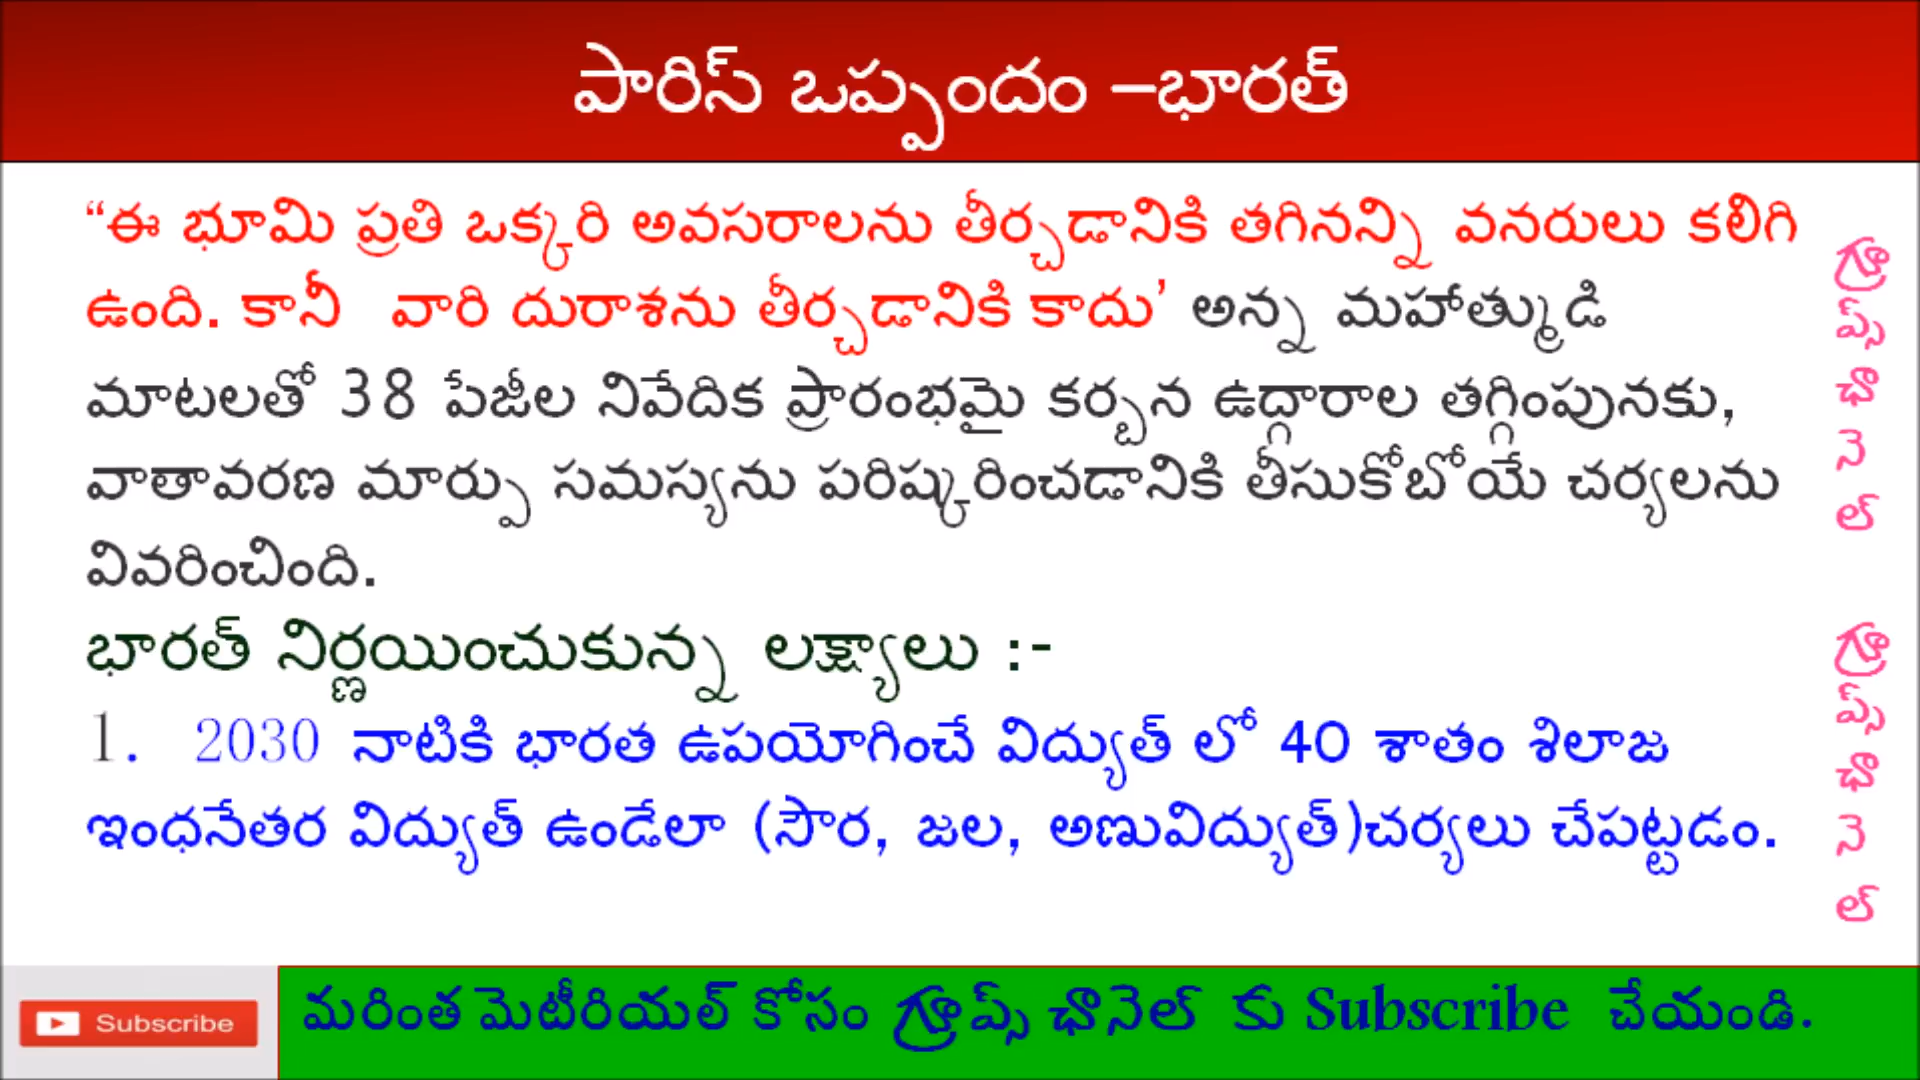 పారిస్ ఒప్పందం –భారత్
“ఈ భూమి ప్రతి ఒక్కరి అవసరాలను తీర్చడానికి తగినన్ని వనరులు కలిగి
ఉంది. కానీ వారి దురాశను తీర్చడానికి కాదు’ అన్న మహాత్ముడి
మాటలతో 38 పేజీల నివేదిక ప్రారంభమై కర్బన ఉద్గారాల తగ్గింపునకు,
వాతావరణ మార్పు సమస్యను పరిష్కరించడానికి తీసుకోబోయే చర్యలను
వివరించింది.
భారత్ నిర్ణయించుకున్న లక్ష్యాలు :-
1. 2030 నాటికి భారత ఉపయోగించే విద్యుత్ లో 40 శాతం శిలాజ
ఇంధనేతర విద్యుత్ ఉండేలా (సౌర, జల, అణువిద్యుత్)చర్యలు చేపట్టడం.
గ్రూప్స్ ఛానెల్
గ్రూప్స్ ఛానెల్
Subscribe
మరింత మెటీరియల్ కోసం గ్రూప్స్ ఛానెల్ కు Subscribe చేయండి.